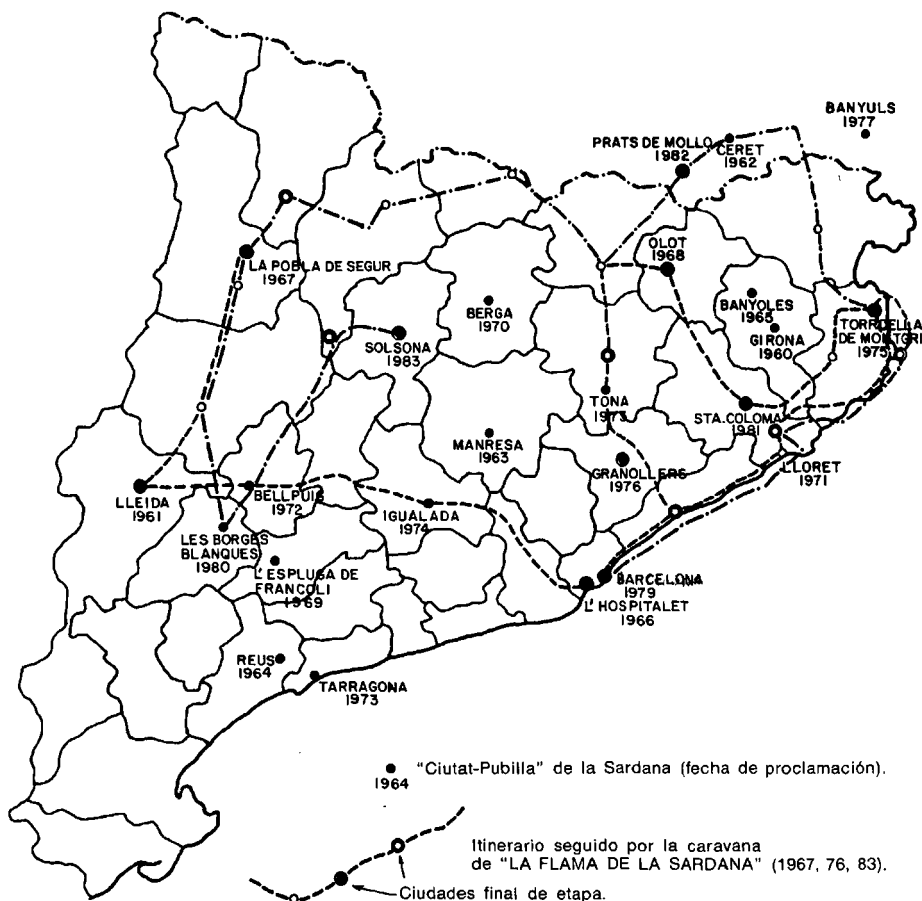 BANYULS
1977
PRATS DE MOLLO
1982
CERET
1962
OLOT
1968
LA POBLA DE SEGUR
1967
BERGA
1970
BANYOLES
1965
GIRONA
1960
TORROELLA
DE MONTGRI
1975
SOLSONA
1983
TONA
STA. COLOMA
1981
MANRESA
1963
GRANOLLERS
1976
LLORET
1971
LLEIDA
1961
BELLPUIG
1972
IGUALADA
1974
LES BORGES
BLANQUES
1980
L'ESPLUGA DE
FRANCOLI
1969
BARCELONA
1979
L'HOSPITALET
1966
REUS
1964
TARRAGONA
1973
1964
"Ciutat-Pubilla" de la Sardana (fecha de proclamación).
Itinerario seguido por la caravana
de "LA FLAMA DE LA SARDANA" (1967, 76, 83).
Ciudades final de etapa.